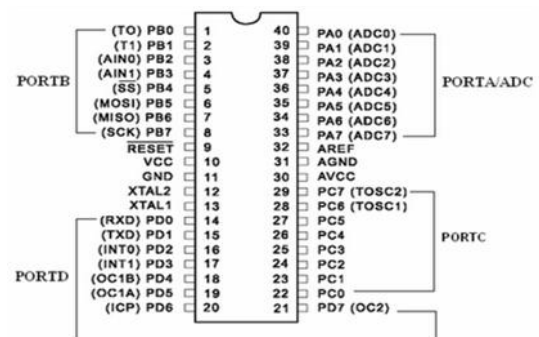 (TO) PB0 1 40 PA0 (ADC0)
(T1) PB1 2 39 PA1 (ADC1)
(AIN0) PB2 3 38 PA2 (ADC2)
(AIN1) PB3 4 37 PA3 (ADC3)
PORTB (SS) PB4 5 36 PA4 (ADC4) PORTA/ADC
(MOSI) PB5 6 35 PA5 (ADC5)
(MISO) PB6 7 34 PA6 (ADC6)
(SCK) PB7 8 33 PA7 (ADC7)
RESET 9 32 AREF
VCC 10 31 AGND
GND 11 30 AVCC
XTAL2 12 29 PC7 (TOSC2)
XTAL1 13 28 PC6 (TOSC1)
(RXD) PD0 14 27 PC5
(TXD) PD1 15 26 PC4 PORTC
(INT0) PD2 16 25 PC3
PORTD (INT1) PD3 17 24 PC2
(OC1B) PD4 18 23 PC1
(OC1A) PD5 19 22 PC0
(ICP) PD6 20 21 PD7 (OC2)